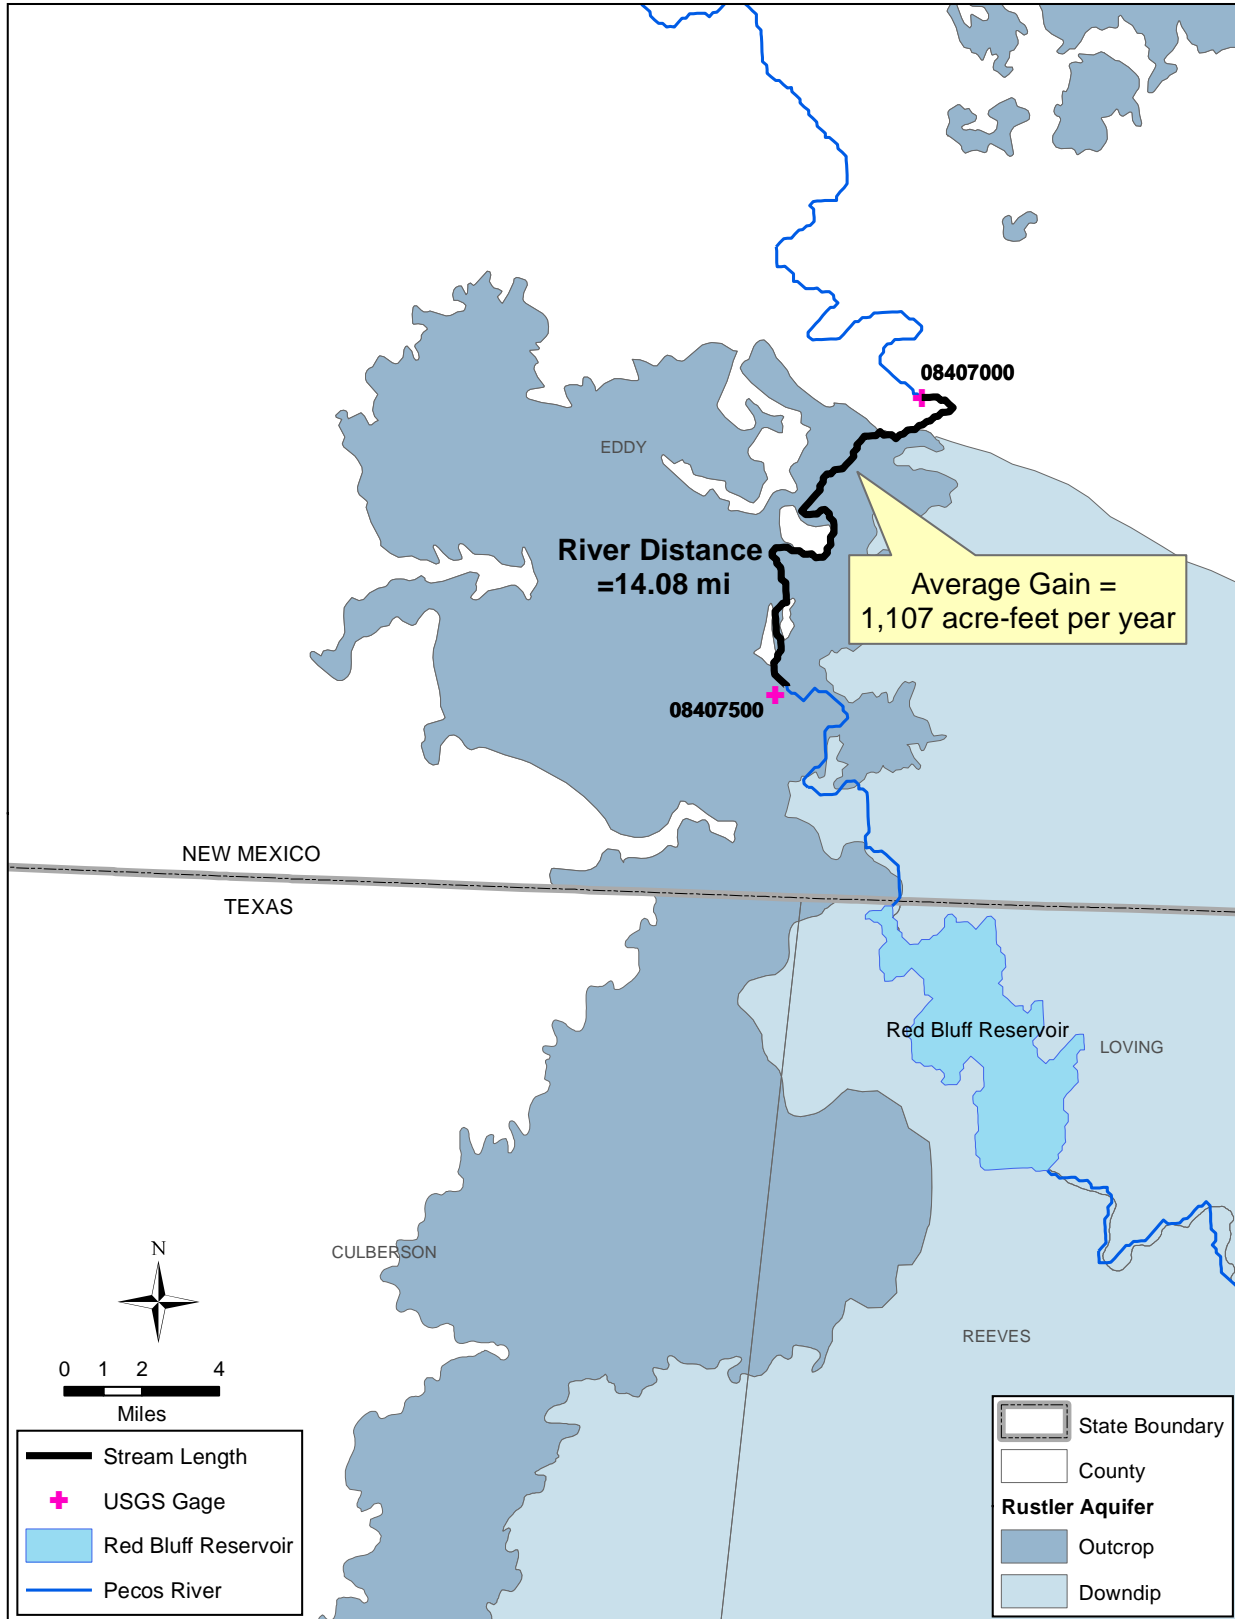 08407000
EDDY
River Distance
=14.08 mi
Average Gain =
1,107 acre-feet per year
08407500
NEW MEXICO
TEXAS
Red Bluff Reservoir
LOVING
CULBERSON
REEVES
N
0 1 2 4
Miles
Stream Length
USGS Gage
Red Bluff Reservoir
Pecos River
State Boundary
County
Rustler Aquifer
Outcrop
Downdip